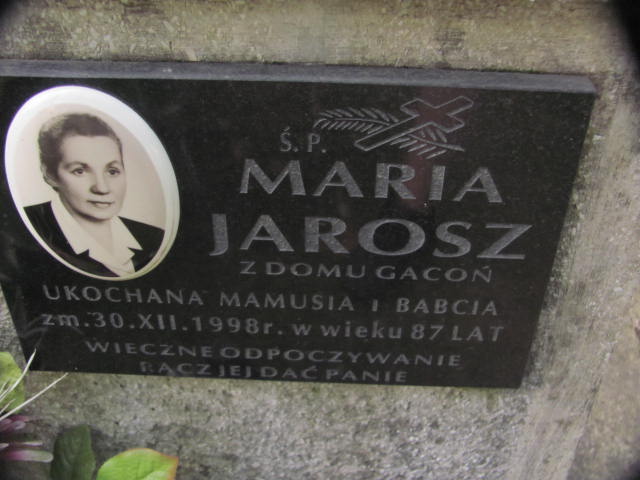 Ś.P.
MARIA
JAROSZ
Z DOMU GACOŃ
UKOCHANA MAMUSIA I BABCIA
zm.30.XII.1998r. w wieku 87 LAT
WIECZNE ODPOCZYWANIE
RACZ JEJ DAĆ PANIE